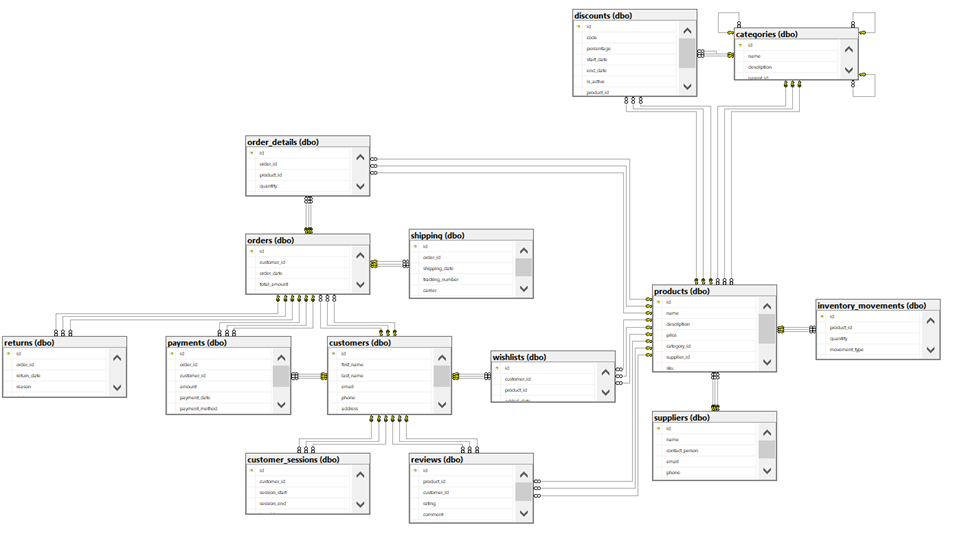 discounts (dbo)
id
code
percentage
start_date
end_date
is_active
product_id
categories (dbo)
id
name
description
parent_id
order_details (dbo)
id
order_id
product_id
quantity
orders (dbo)
id
customer_id
order_date
total_amount
shipping (dbo)
id
order_id
shipping_date
tracking_number
carrier
products (dbo)
id
name
description
price
category_id
supplier_id
sku
inventory_movements (dbo)
id
product_id
quantity
movement_type
returns (dbo)
id
order_id
return_date
reason
payments (dbo)
id
order_id
customer_id
amount
payment_date
payment_method
customers (dbo)
id
first_name
last_name
email
phone
address
wishlists (dbo)
id
customer_id
product_id
added_date
suppliers (dbo)
id
name
contact_person
email
phone
customer_sessions (dbo)
id
customer_id
session_start
session_end
reviews (dbo)
id
product_id
customer_id
rating
comment